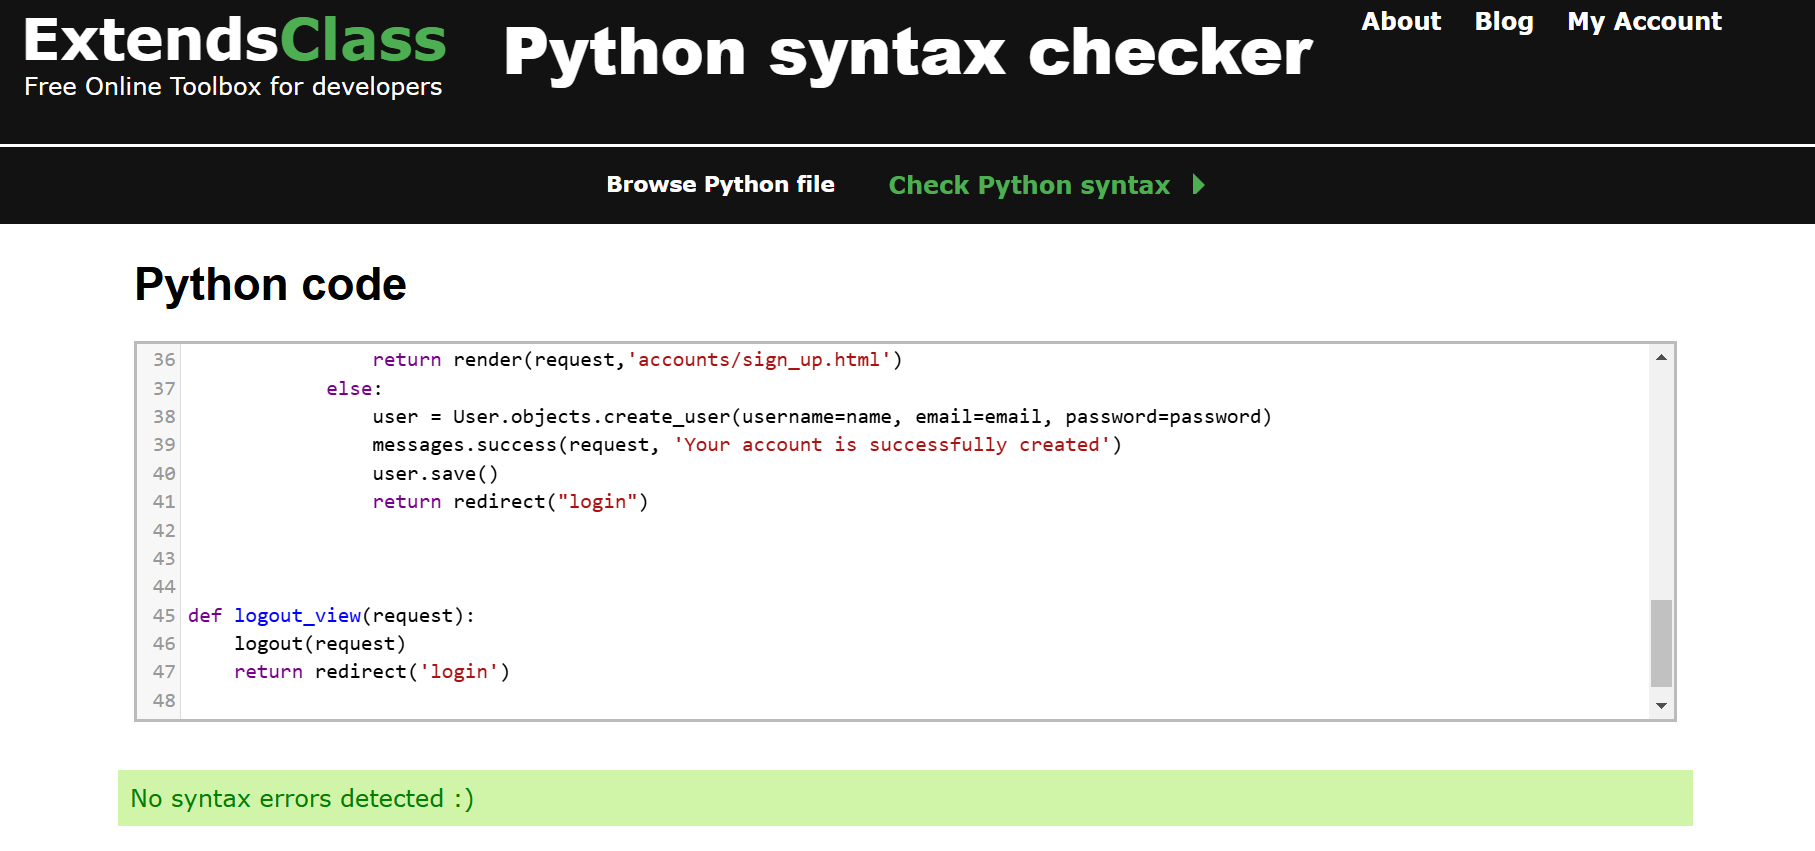 ExtendsClass
Free Online Toolbox for developers
Python syntax checker
About Blog My Account
Browse Python file Check Python syntax
Python code
36                 return render(request,'accounts/sign_up.html')
37             else:
38                 user = User.objects.create_user(username=name, email=email, password=password)
39                 messages.success(request, 'Your account is successfully created')
40                 user.save()
41                 return redirect("login")
42
43
44
45 def logout_view(request):
46     logout(request)
47     return redirect('login')
48
No syntax errors detected :)